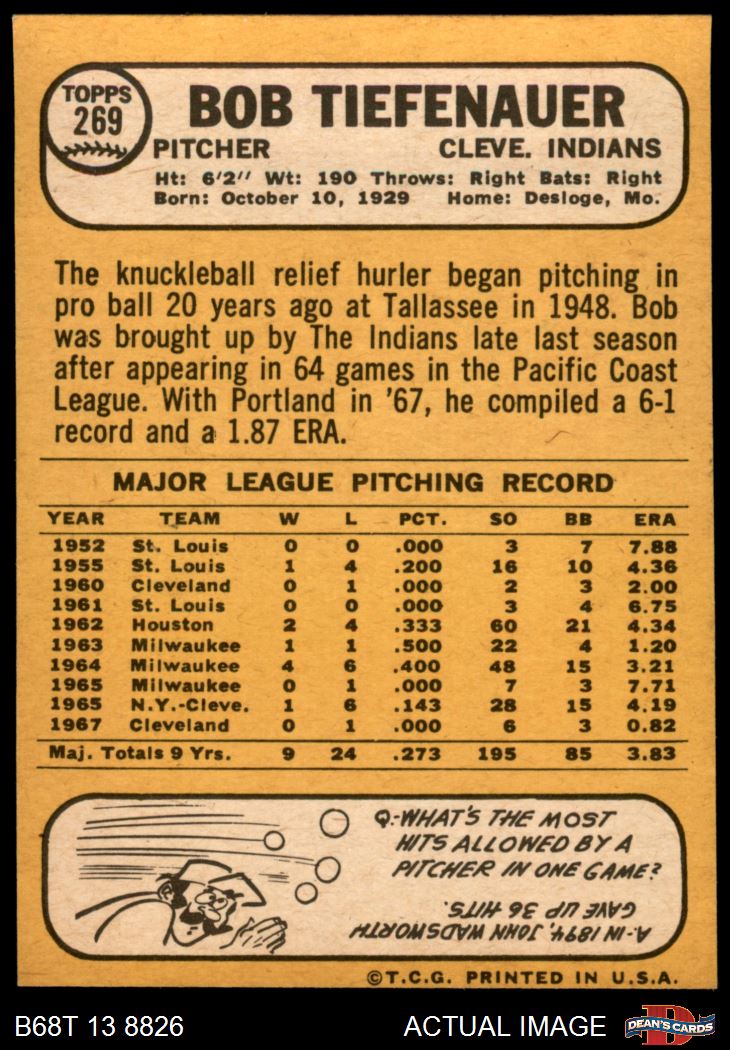 TOPPS
269
BOB TIEFENAUER
PITCHER CLEVE. INDIANS
Ht: 6'2" Wt: 190 Throws: Right Bats: Right
Born: October 10, 1929 Home: Desloge, Mo.
The knuckleball relief hurler began pitching in
pro ball 20 years ago at Tallassee in 1948. Bob
was brought up by The Indians late last season
after appearing in 64 games in the Pacific Coast
League. With Portland in '67, he compiled a 6-1
record and a 1.87 ERA.
MAJOR LEAGUE PITCHING RECORD
YEAR TEAM W L PCT. SO BB ERA
1952 St. Louis 0 0 .000 3 7 7.88
1955 St. Louis 1 4 .200 16 10 4.36
1960 Cleveland 0 1 .000 2 3 2.00
1961 St. Louis 0 0 .000 3 4 6.75
1962 Houston 2 4 .333 60 21 4.34
1963 Milwaukee 1 1 .500 22 4 1.20
1964 Milwaukee 4 6 .400 48 15 3.21
1965 Milwaukee 0 1 .000 7 3 7.71
1965 N.Y.-Cleve. 1 6 .143 28 15 4.19
1967 Cleveland 0 1 .000 6 3 0.82
Maj. Totals 9 Yrs. 9 24 .273 195 85 3.83
Q.-WHAT'S THE MOST
HITS ALLOWED BY A
PITCHER IN ONE GAME?
A.-IN 1894, JOHN WADSWORTH
GAVE UP 36 HITS.
©T.C.G. PRINTED IN U.S.A.
B68T 13 8826 ACTUAL IMAGE
D
DEAN'S CARDS